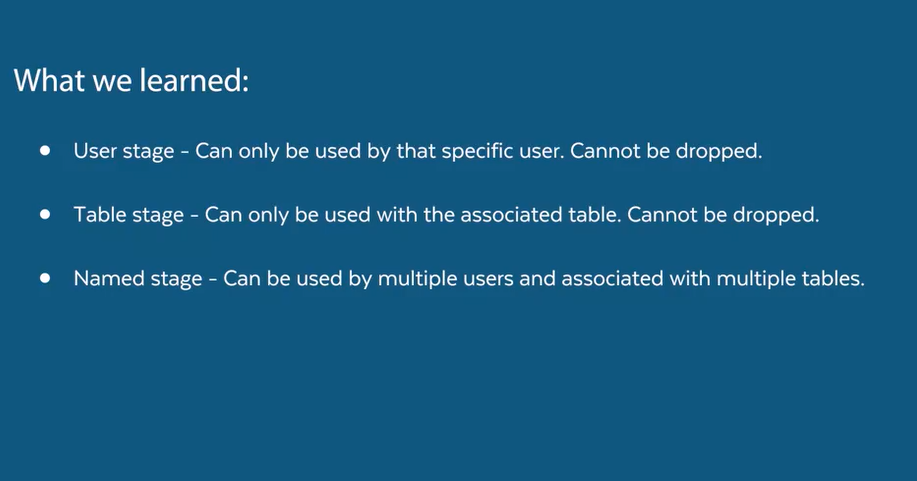 What we learned:
● User stage - Can only be used by that specific user. Cannot be dropped.
● Table stage - Can only be used with the associated table. Cannot be dropped.
● Named stage - Can be used by multiple users and associated with multiple tables.